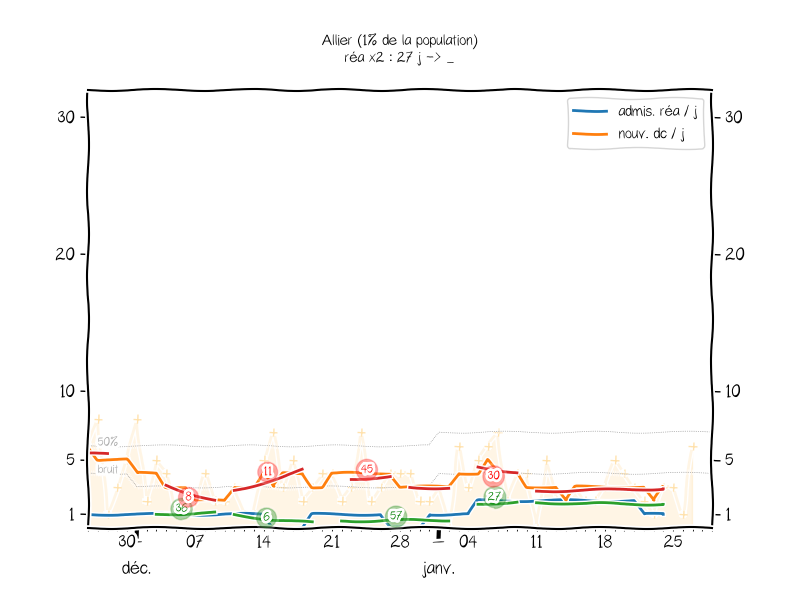 Allier (1% de la population)
réa x2 : 27 j -> _
admis. réa / j
nouv. dc / j
30 30
20 20
10 10
50%
bruit
5 5
1 1
8
36
11
6
45
57
30
27
30 07 14 21 28 04 11 18 25
déc. janv.